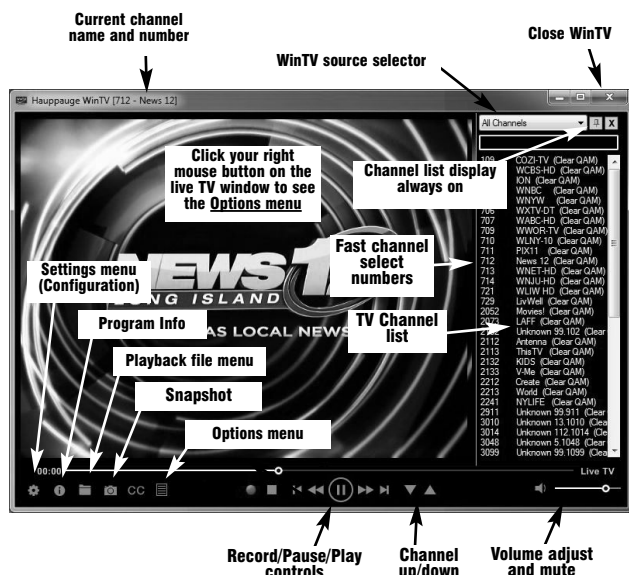 Current channel
name and number
Close WinTV
WinTV source selector
Hauppauge WinTV [712 - News 12]
All Channels
Click your right
mouse button on the
live TV window to see
the Options menu
Channel list display
always on
109 COZI-TV (Clear QAM)
WCBS-HD (Clear QAM)
ION (Clear QAM)
WNBC (Clear QAM)
WNYW (Clear QAM)
706 WXTV-DT (Clear QAM)
707 WABC-HD (Clear QAM)
709 WWOR-TV (Clear QAM)
710 WLNY-10 (Clear QAM)
711 PIX11 (Clear QAM)
712 News 12 (Clear QAM)
713 WNET-HD (Clear QAM)
714 WNJU-HD (Clear QAM)
721 WLIW HD (Clear QAM)
729 LivWell (Clear QAM)
2052 Movies! (Clear QAM)
2073 LAFF (Clear QAM)
Unknown 99.102 (Clear
2112 Antenna (Clear QAM)
2113 ThisTV (Clear QAM)
2132 KIDS (Clear QAM)
2133 V-Me (Clear QAM)
2212 Create (Clear QAM)
2213 World (Clear QAM)
2241 NYLIFE (Clear QAM)
2911 Unknown 99.911 (Clear
3010 Unknown 13.1010 (Clear
3014 Unknown 112.1014 (Cle
3048 Unknown 5.1048 (Clear
3099 Unknown 99.1099 (Clear
Fast channel
select
numbers
TV Channel
list
NEWS 12
LONG ISLAND
AS LOCAL NEWS
Settings menu
(Configuration)
Program Info
Playback file menu
Snapshot
Options menu
00:00
Live TV
CC
Record/Pause/Play
controls
Channel
up/down
Volume adjust
and mute